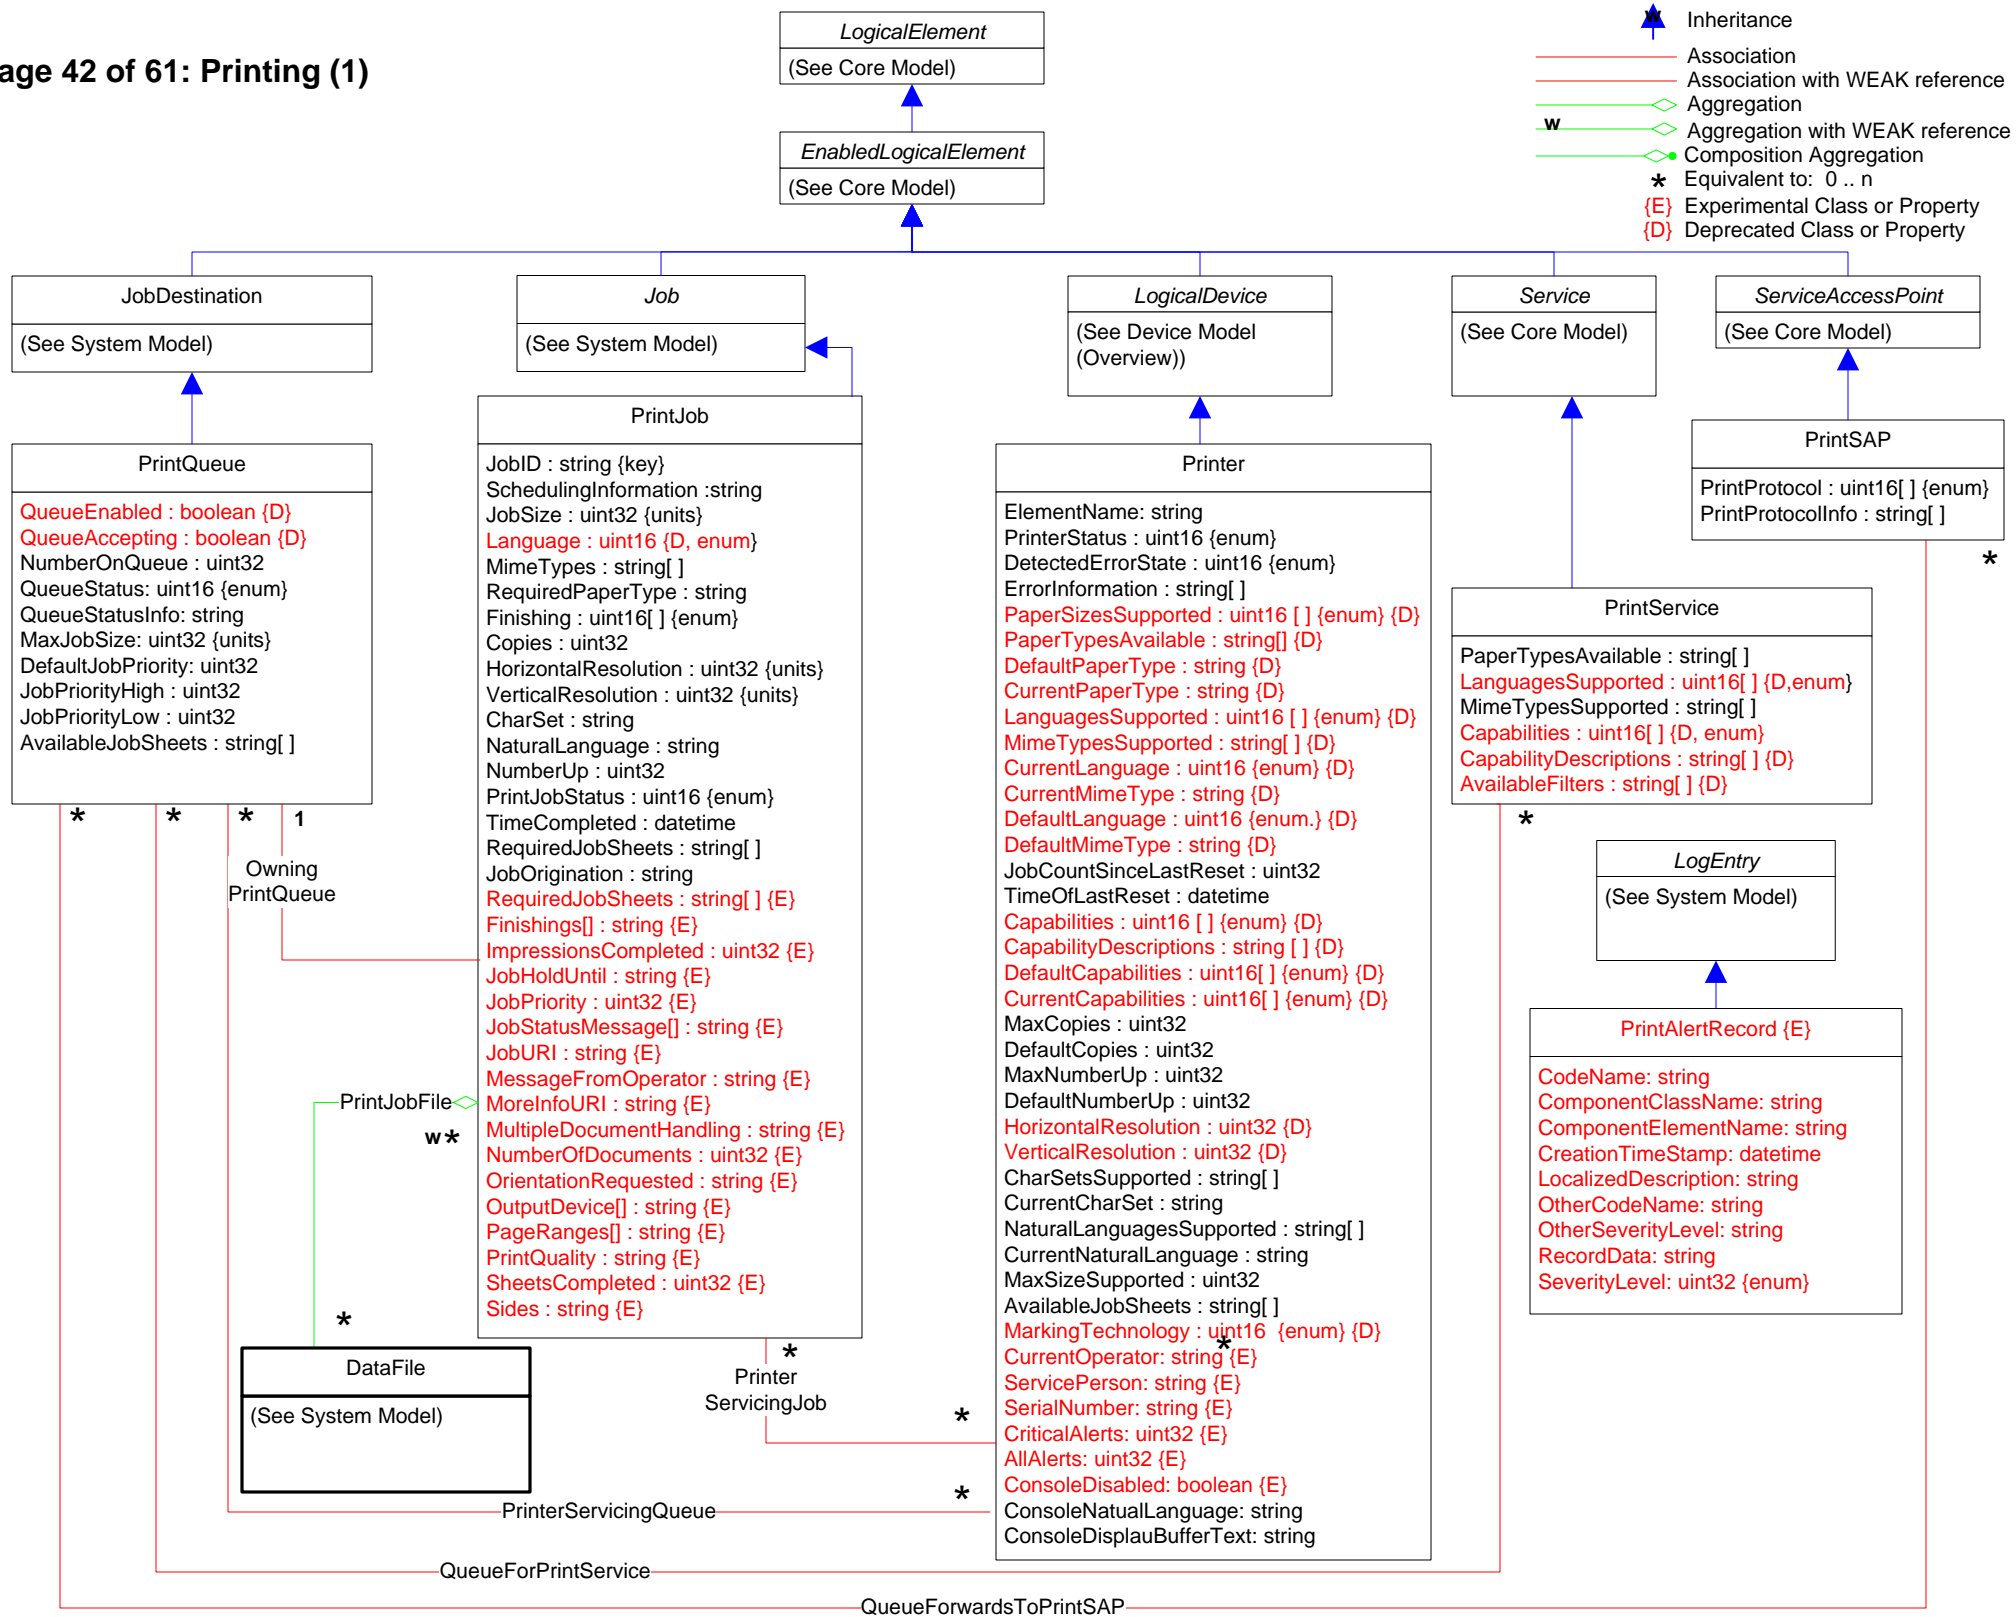 age 42 of 61: Printing (1)
Inheritance
Association
Association with WEAK reference
Aggregation
w
Aggregation with WEAK reference
Composition Aggregation
* Equivalent to: 0 .. n
{E} Experimental Class or Property
{D} Deprecated Class or Property
w
LogicalElement
(See Core Model)
EnabledLogicalElement
(See Core Model)
JobDestination
(See System Model)
Job
(See System Model)
LogicalDevice
(See Device Model
(Overview))
Service
(See Core Model)
ServiceAccessPoint
(See Core Model)
PrintQueue
QueueEnabled : boolean {D}
QueueAccepting : boolean {D}
NumberOnQueue : uint32
QueueStatus: uint16 {enum}
QueueStatusInfo: string
MaxJobSize: uint32 {units}
DefaultJobPriority: uint32
JobPriorityHigh : uint32
JobPriorityLow : uint32
AvailableJobSheets : string[ ]
* * * 1
Owning
PrintQueue
PrintJob
JobID : string {key}
SchedulingInformation :string
JobSize : uint32 {units}
Language : uint16 {D, enum}
MimeTypes : string[ ]
RequiredPaperType : string
Finishing : uint16[ ] {enum}
Copies : uint32
HorizontalResolution : uint32 {units}
VerticalResolution : uint32 {units}
CharSet : string
NaturalLanguage : string
NumberUp : uint32
PrintJobStatus : uint16 {enum}
TimeCompleted : datetime
RequiredJobSheets : string[ ]
JobOrigination : string
RequiredJobSheets : string[ ] {E}
Finishings[] : string {E}
ImpressionsCompleted : uint32 {E}
JobHoldUntil : string {E}
JobPriority : uint32 {E}
JobStatusMessage[] : string {E}
JobURI : string {E}
MessageFromOperator : string {E}
MoreInfoURI : string {E}
MultipleDocumentHandling : string {E}
NumberOfDocuments : uint32 {E}
OrientationRequested : string {E}
OutputDevice[] : string {E}
PageRanges[] : string {E}
PrintQuality : string {E}
SheetsCompleted : uint32 {E}
Sides : string {E}
PrintJobFile
w*
*
DataFile
(See System Model)
*
Printer
ServicingJob
*
Printer
ElementName: string
PrinterStatus : uint16 {enum}
DetectedErrorState : uint16 {enum}
ErrorInformation : string[ ]
PaperSizesSupported : uint16 [ ] {enum} {D}
PaperTypesAvailable : string[] {D}
DefaultPaperType : string {D}
CurrentPaperType : string {D}
LanguagesSupported : uint16 [ ] {enum} {D}
MimeTypesSupported : string[ ] {D}
CurrentLanguage : uint16 {enum} {D}
CurrentMimeType : string {D}
DefaultLanguage : uint16 {enum.} {D}
DefaultMimeType : string {D}
JobCountSinceLastReset : uint32
TimeOfLastReset : datetime
Capabilities : uint16 [ ] {enum} {D}
CapabilityDescriptions : string [ ] {D}
DefaultCapabilities : uint16[ ] {enum} {D}
CurrentCapabilities : uint16[ ] {enum} {D}
MaxCopies : uint32
DefaultCopies : uint32
MaxNumberUp : uint32
DefaultNumberUp : uint32
HorizontalResolution : uint32 {D}
VerticalResolution : uint32 {D}
CharSetsSupported : string[ ]
CurrentCharSet : string
NaturalLanguagesSupported : string[ ]
CurrentNaturalLanguage : string
MaxSizeSupported : uint32
AvailableJobSheets : string[ ]
MarkingTechnology : uint16 {enum} {D}
*
CurrentOperator: string {E}
ServicePerson: string {E}
SerialNumber: string {E}
CriticalAlerts: uint32 {E}
AllAlerts: uint32 {E}
ConsoleDisabled: boolean {E}
ConsoleNatualLanguage: string
ConsoleDisplauBufferText: string
PrintSAP
PrintProtocol : uint16[ ] {enum}
PrintProtocolInfo : string[ ]
*
PrintService
PaperTypesAvailable : string[ ]
LanguagesSupported : uint16[ ] {D,enum}
MimeTypesSupported : string[ ]
Capabilities : uint16[ ] {D, enum}
CapabilityDescriptions : string[ ] {D}
AvailableFilters : string[ ] {D}
*
LogEntry
(See System Model)
PrintAlertRecord {E}
CodeName: string
ComponentClassName: string
ComponentElementName: string
CreationTimeStamp: datetime
LocalizedDescription: string
OtherCodeName: string
OtherSeverityLevel: string
RecordData: string
SeverityLevel: uint32 {enum}
*
PrinterServicingQueue
QueueForPrintService
QueueForwardsToPrintSAP